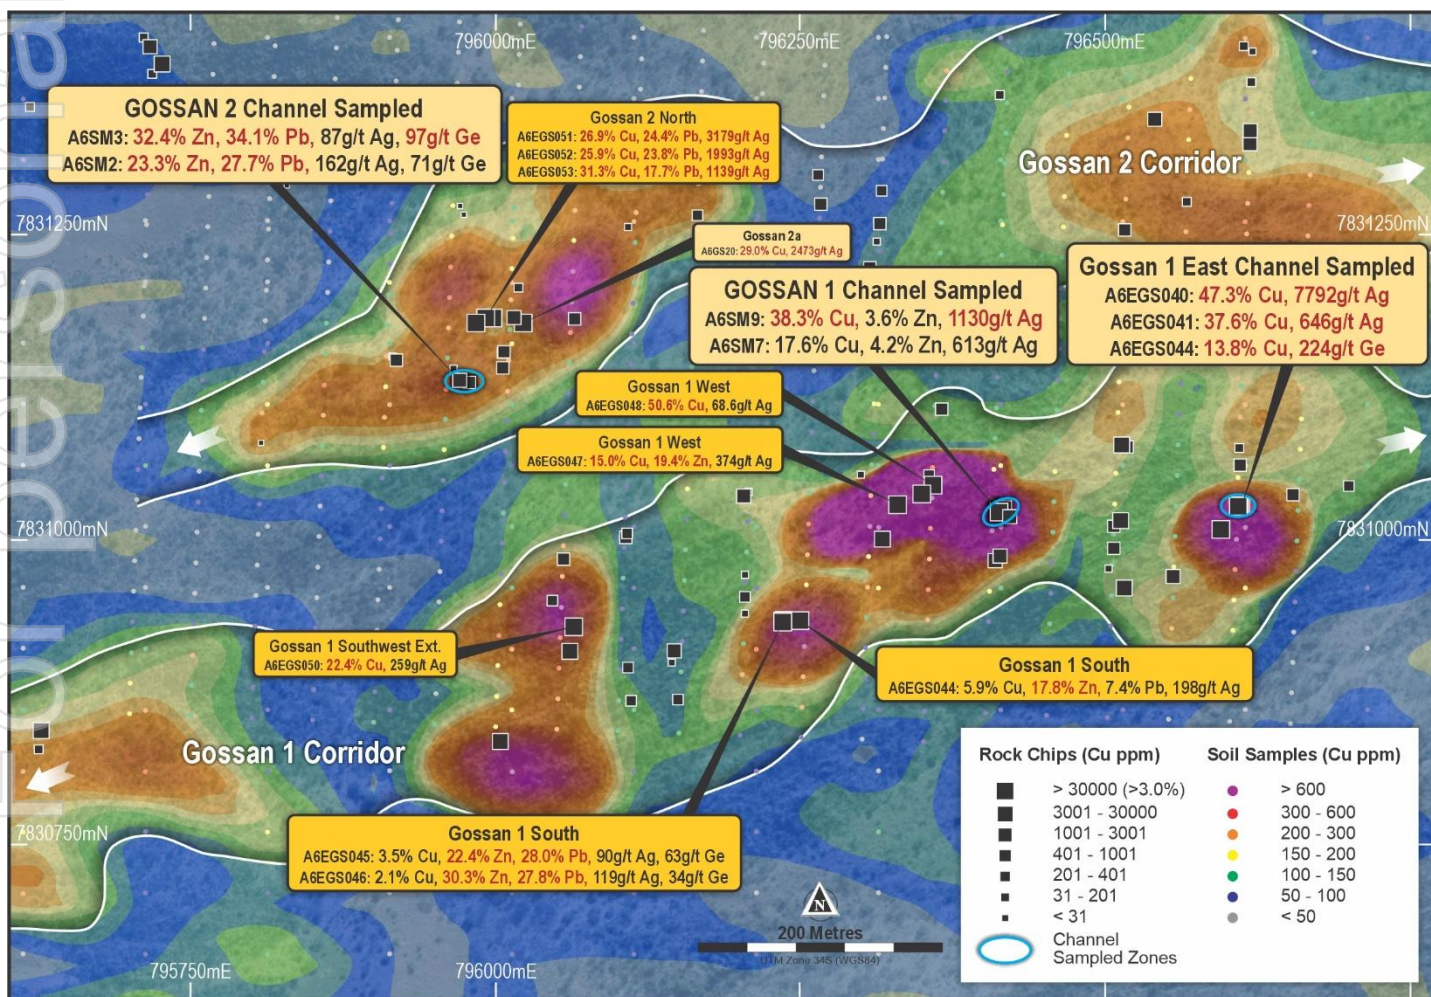 For personal
796000mE
796250mE
796500mE
GOSSAN 2 Channel Sampled
A6SM3: 32.4% Zn, 34.1% Pb, 87g/t Ag, 97g/t Ge
A6SM2: 23.3% Zn, 27.7% Pb, 162g/t Ag, 71g/t Ge
Gossan 2 North
A6EGS051: 26.9% Cu, 24.4% Pb, 3179g/t Ag
A6EGS052: 25.9% Cu, 23.8% Pb, 1993g/t Ag
A6EGS053: 31.3% Cu, 17.7% Pb, 1139g/t Ag
Gossan 2 Corridor
7831250mN
7831250mN
Gossan 2a
A6GS20: 29.0% Cu, 2473g/t Ag
GOSSAN 1 Channel Sampled
A6SM9: 38.3% Cu, 3.6% Zn, 1130g/t Ag
A6SM7: 17.6% Cu, 4.2% Zn, 613g/t Ag
Gossan 1 East Channel Sampled
A6EGS040: 47.3% Cu, 7792g/t Ag
A6EGS041: 37.6% Cu, 646g/t Ag
A6EGS044: 13.8% Cu, 224g/t Ge
Gossan 1 West
A6EGS048: 50.6% Cu, 68.6g/t Ag
Gossan 1 West
A6EGS047: 15.0% Cu, 19.4% Zn, 374g/t Ag
7831000mN
7831000mN
Gossan 1 Southwest Ext.
A6EGS050: 22.4% Cu, 259g/t Ag
Gossan 1 South
A6EGS044: 5.9% Cu, 17.8% Zn, 7.4% Pb, 198g/t Ag
Gossan 1 Corridor
7830750mN
Gossan 1 South
A6EGS045: 3.5% Cu, 22.4% Zn, 28.0% Pb, 90g/t Ag, 63g/t Ge
A6EGS046: 2.1% Cu, 30.3% Zn, 27.8% Pb, 119g/t Ag, 34g/t Ge
N
200 Metres
UTM Zone 34S (WGS84)
795750mE
796000mE
Rock Chips (Cu ppm)
> 30000 (>3.0%)
3001 - 30000
1001 - 3001
401 - 1001
201 - 401
31 - 201
< 31
Channel
Sampled Zones
Soil Samples (Cu ppm)
> 600
300 - 600
200 - 300
150 - 200
100 - 150
50 - 100
< 50